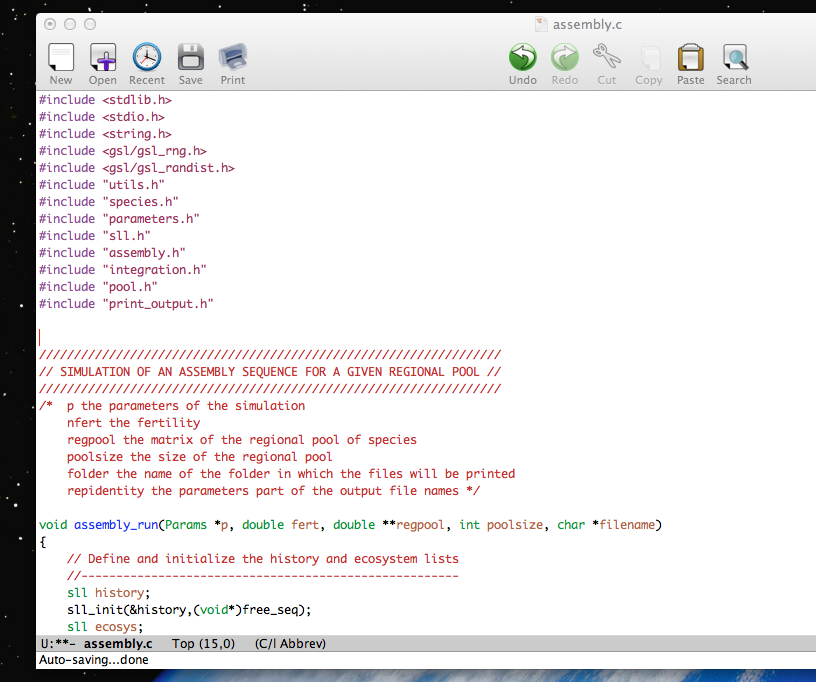 assembly.c
New Open Recent Save Print Undo Redo Cut Copy Paste Search
#include <stdlib.h>
#include <stdio.h>
#include <string.h>
#include <gsl/gsl_rng.h>
#include <gsl/gsl_randist.h>
#include "utils.h"
#include "species.h"
#include "parameters.h"
#include "sll.h"
#include "assembly.h"
#include "integration.h"
#include "pool.h"
#include "print_output.h"
//////////////////////////////////////////////////////////////////
// SIMULATION OF AN ASSEMBLY SEQUENCE FOR A GIVEN REGIONAL POOL //
//////////////////////////////////////////////////////////////////
/*  p the parameters of the simulation
    nfert the fertility
    regpool the matrix of the regional pool of species
    poolsize the size of the regional pool
    folder the name of the folder in which the files will be printed
    repidentity the parameters part of the output file names */
void assembly_run(Params *p, double fert, double **regpool, int poolsize, char *filename)
{
    // Define and initialize the history and ecosystem lists
    //------------------------------------------------------
    sll history;
    sll_init(&history,(void*)free_seq);
    sll ecosys;
U:**- assembly.c Top (15,0) (C/l Abbrev)
Auto-saving...done